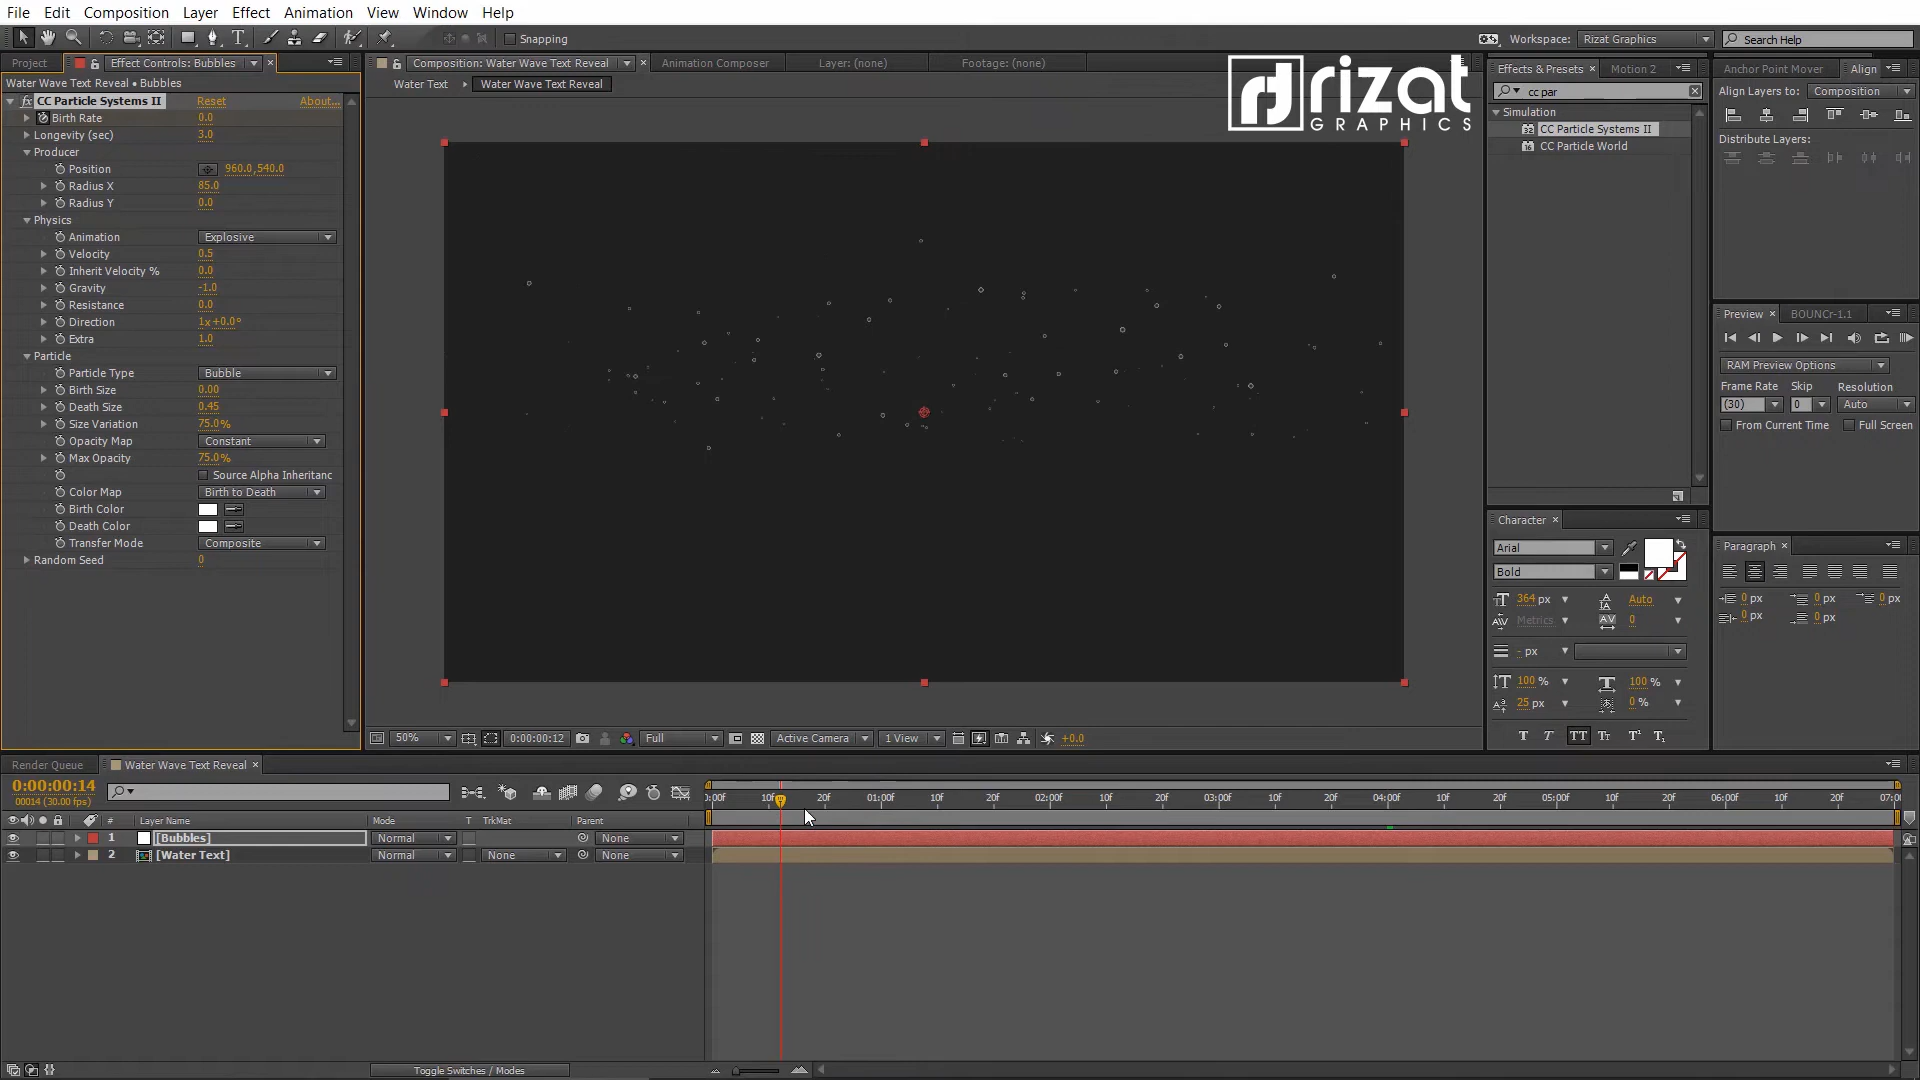 File Edit Composition Layer Effect Animation View Window Help
Snapping Workspace: Rizat Graphics Search Help
Project Effect Controls: Bubbles ×
Water Wave Text Reveal • Bubbles
fx CC Particle Systems II Reset About...
Birth Rate 0.0
Longevity (sec) 3.0
Producer
Position 960.0,540.0
Radius X 85.0
Radius Y 0.0
Physics
Animation Explosive
Velocity 0.5
Inherit Velocity % 0.0
Gravity -1.0
Resistance 0.0
Direction 1x+0.0°
Extra 1.0
Particle
Particle Type Bubble
Birth Size 0.00
Death Size 0.45
Size Variation 75.0%
Opacity Map Constant
Max Opacity 75.0%
Source Alpha Inheritanc
Color Map Birth to Death
Birth Color
Death Color
Transfer Mode Composite
Random Seed 0
Composition: Water Wave Text Reveal × Animation Composer Layer: (none) Footage: (none)
Water Text Water Wave Text Reveal
rizat
GRAPHICS
50% 0:00:00:12 Full Active Camera 1 View +0.0
Effects & Presets × Motion 2
cc par
Simulation
32 CC Particle Systems II
16 CC Particle World
Anchor Point Mover Align
Align Layers to: Composition
Distribute Layers:
Preview × BOUNCr-1.1
RAM Preview Options
Frame Rate Skip Resolution
(30) 0 Auto
From Current Time Full Screen
Character ×
Arial
Bold
364 px Auto
Metrics 0
- px
100 % 100 %
25 px 0 %
T T TT Tt T¹ T₁
Paragraph ×
0 px 0 px 0 px
0 px 0 px
Render Queue Water Wave Text Reveal ×
0:00:00:14
00014 (30.00 fps)
# Layer Name Mode T TrkMat Parent
1 [Bubbles] Normal None
2 [Water Text] Normal None None
0:00f 10f 20f 01:00f 10f 20f 02:00f 10f 20f 03:00f 10f 20f 04:00f 10f 20f 05:00f 10f 20f 06:00f 10f 20f 07:00
Toggle Switches / Modes